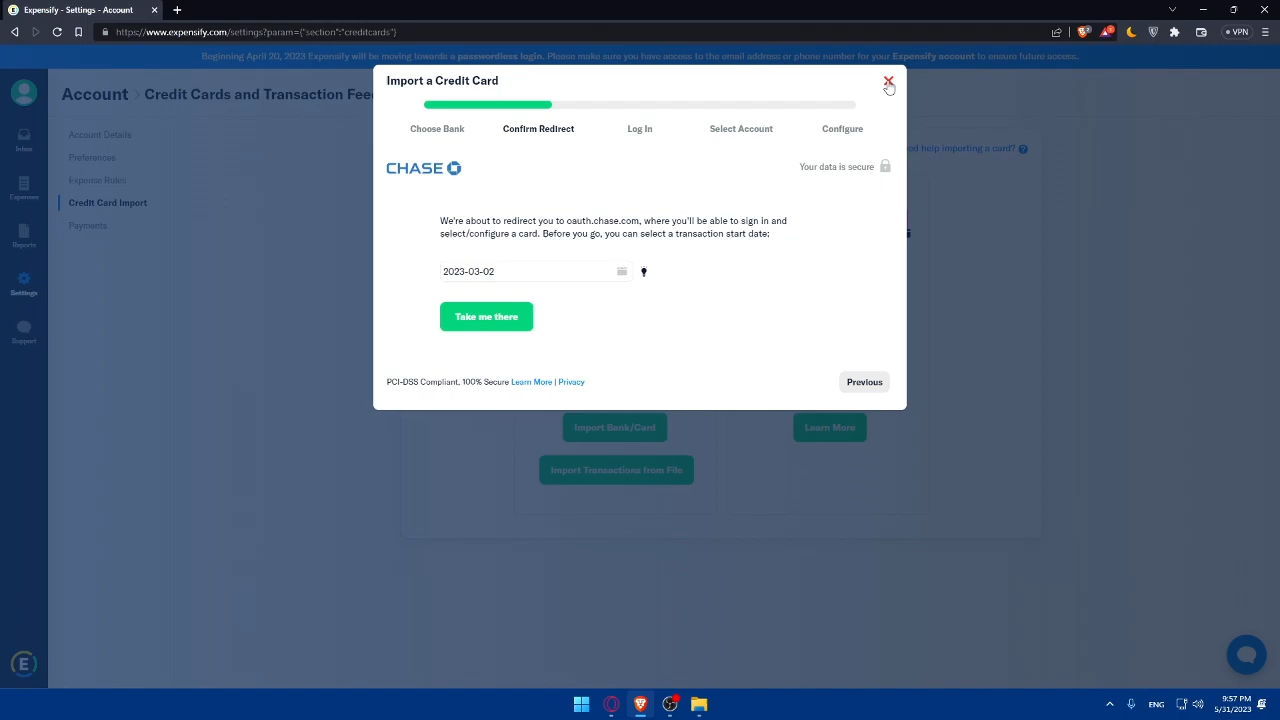 Expensify - Settings - Account
https://www.expensify.com/settings?param={"section":"creditcards"}
VPN
Beginning April 20, 2023 Expensify will be moving towards a passwordless login. Please make sure you have access to the email address or phone number for your Expensify account to ensure future access.
Account > Credit Cards and Transaction Fee
Inbox
Expenses
Reports
Settings
Support
Account Details
Preferences
Expense Rules
Credit Card Import
Payments
eed help importing a card?
Import a Credit Card
Choose Bank
Confirm Redirect
Log In
Select Account
Configure
CHASE
Your data is secure
We're about to redirect you to oauth.chase.com, where you'll be able to sign in and
select/configure a card. Before you go, you can select a transaction start date:
2023-03-02
Take me there
PCI-DSS Compliant, 100% Secure Learn More | Privacy
Previous
Import Bank/Card
Learn More
Import Transactions from File
E
ENG
9:57 PM
5/31/2023